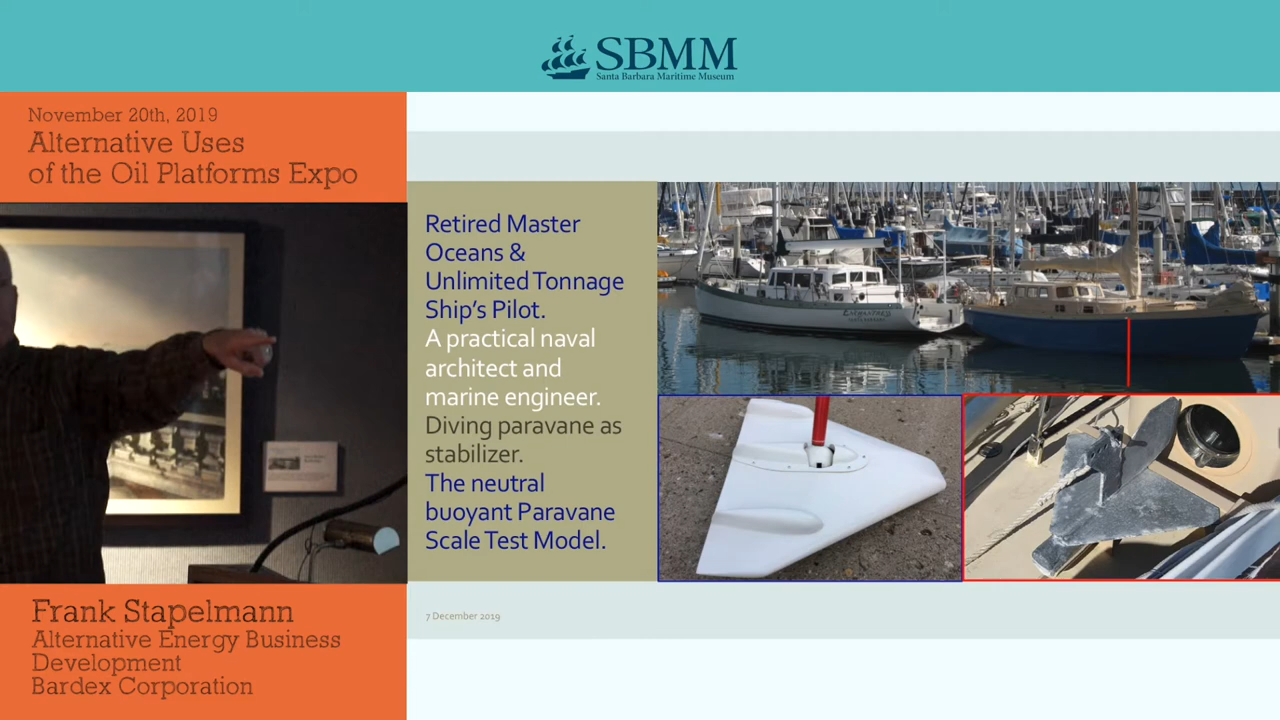 SBMM
Santa Barbara Maritime Museum
November 20th, 2019
Alternative Uses
of the Oil Platforms Expo
Retired Master
Oceans &
Unlimited Tonnage
Ship's Pilot.
A practical naval
architect and
marine engineer.
Diving paravane as
stabilizer.
The neutral
buoyant Paravane
Scale Test Model.
7 December 2019
Frank Stapelmann
Alternative Energy Business
Development
Bardex Corporation